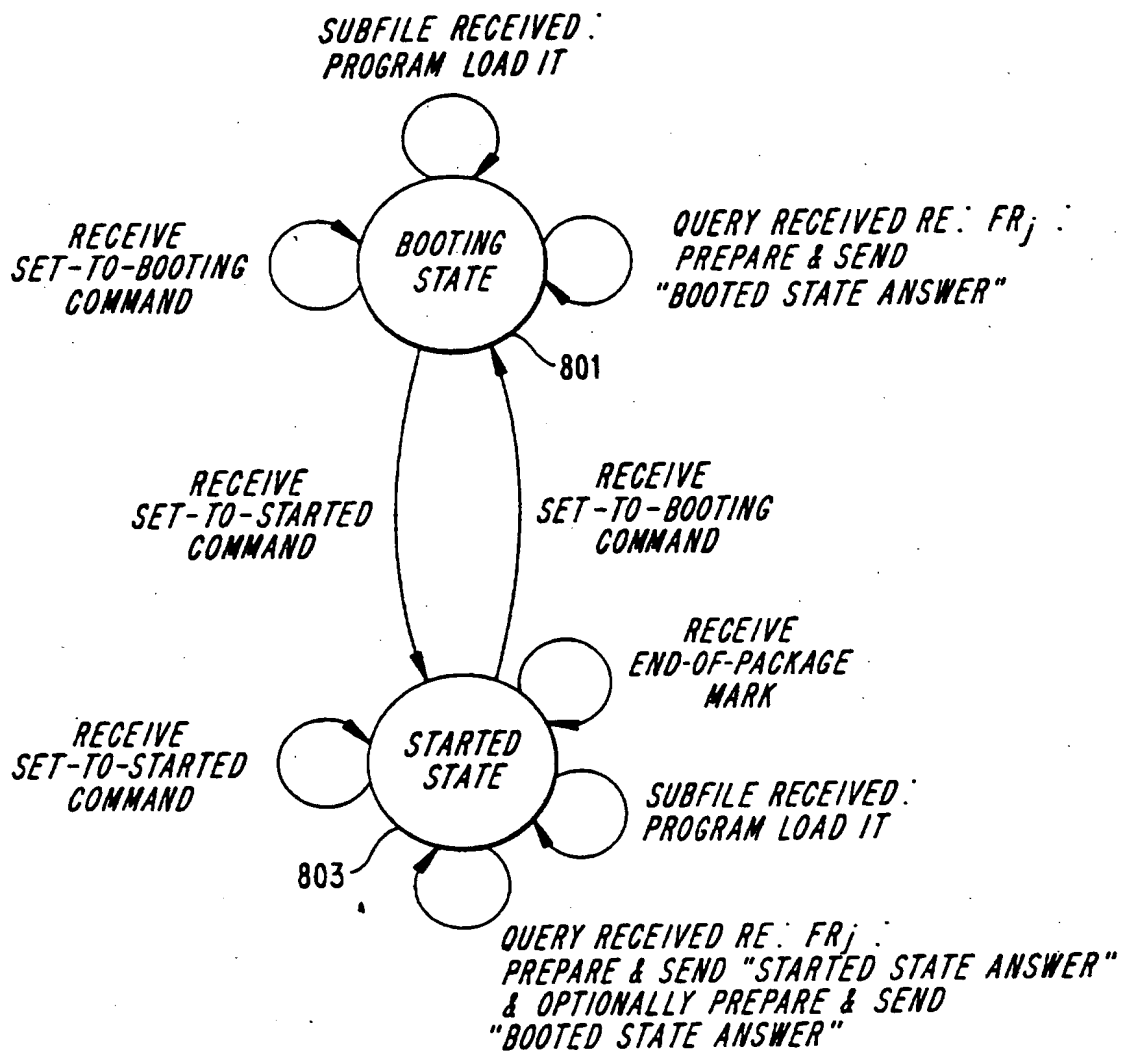 SUBFILE RECEIVED:
PROGRAM LOAD IT
RECEIVE
SET-TO-BOOTING
COMMAND
BOOTING
STATE
QUERY RECEIVED RE: FRj :
PREPARE & SEND
"BOOTED STATE ANSWER"
801
RECEIVE
SET-TO-STARTED
COMMAND
RECEIVE
SET-TO-BOOTING
COMMAND
RECEIVE
END-OF-PACKAGE
MARK
RECEIVE
SET-TO-STARTED
COMMAND
STARTED
STATE
SUBFILE RECEIVED:
PROGRAM LOAD IT
803
QUERY RECEIVED RE: FRj :
PREPARE & SEND "STARTED STATE ANSWER"
& OPTIONALLY PREPARE & SEND
"BOOTED STATE ANSWER"